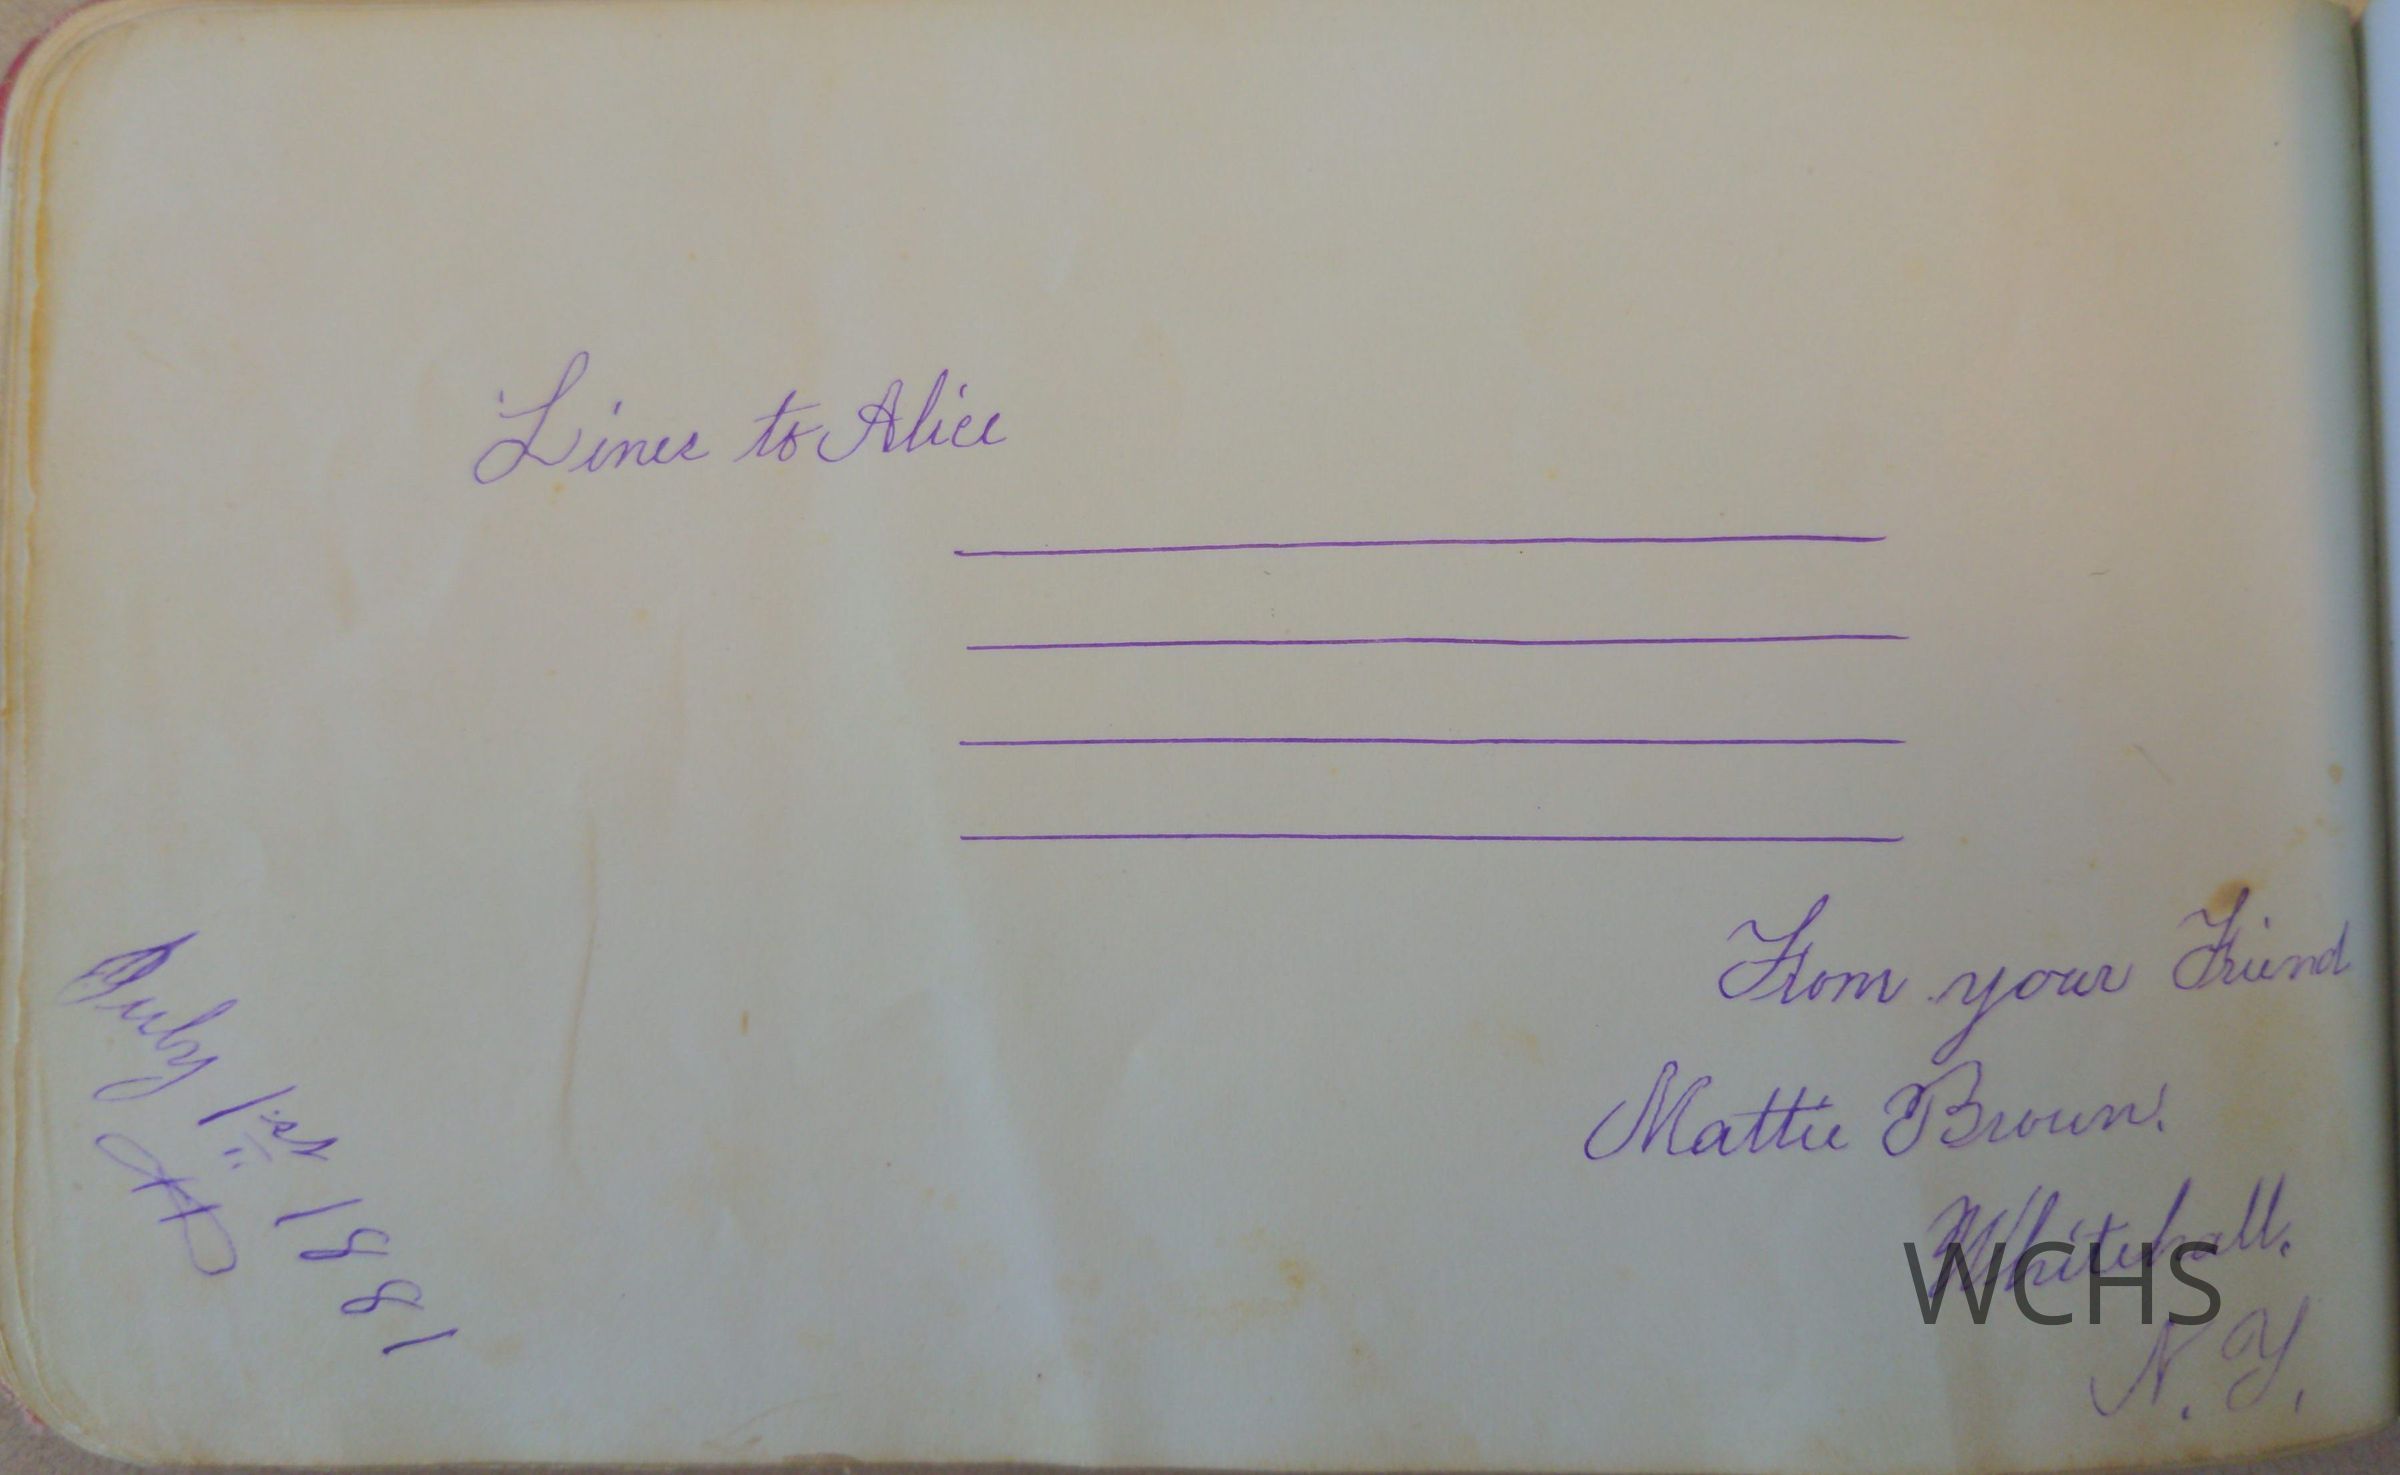 Lines to Alice
From your Friend
Mattie Brown.
Whitehall.
N. Y.
July 1st 1881
WCHS